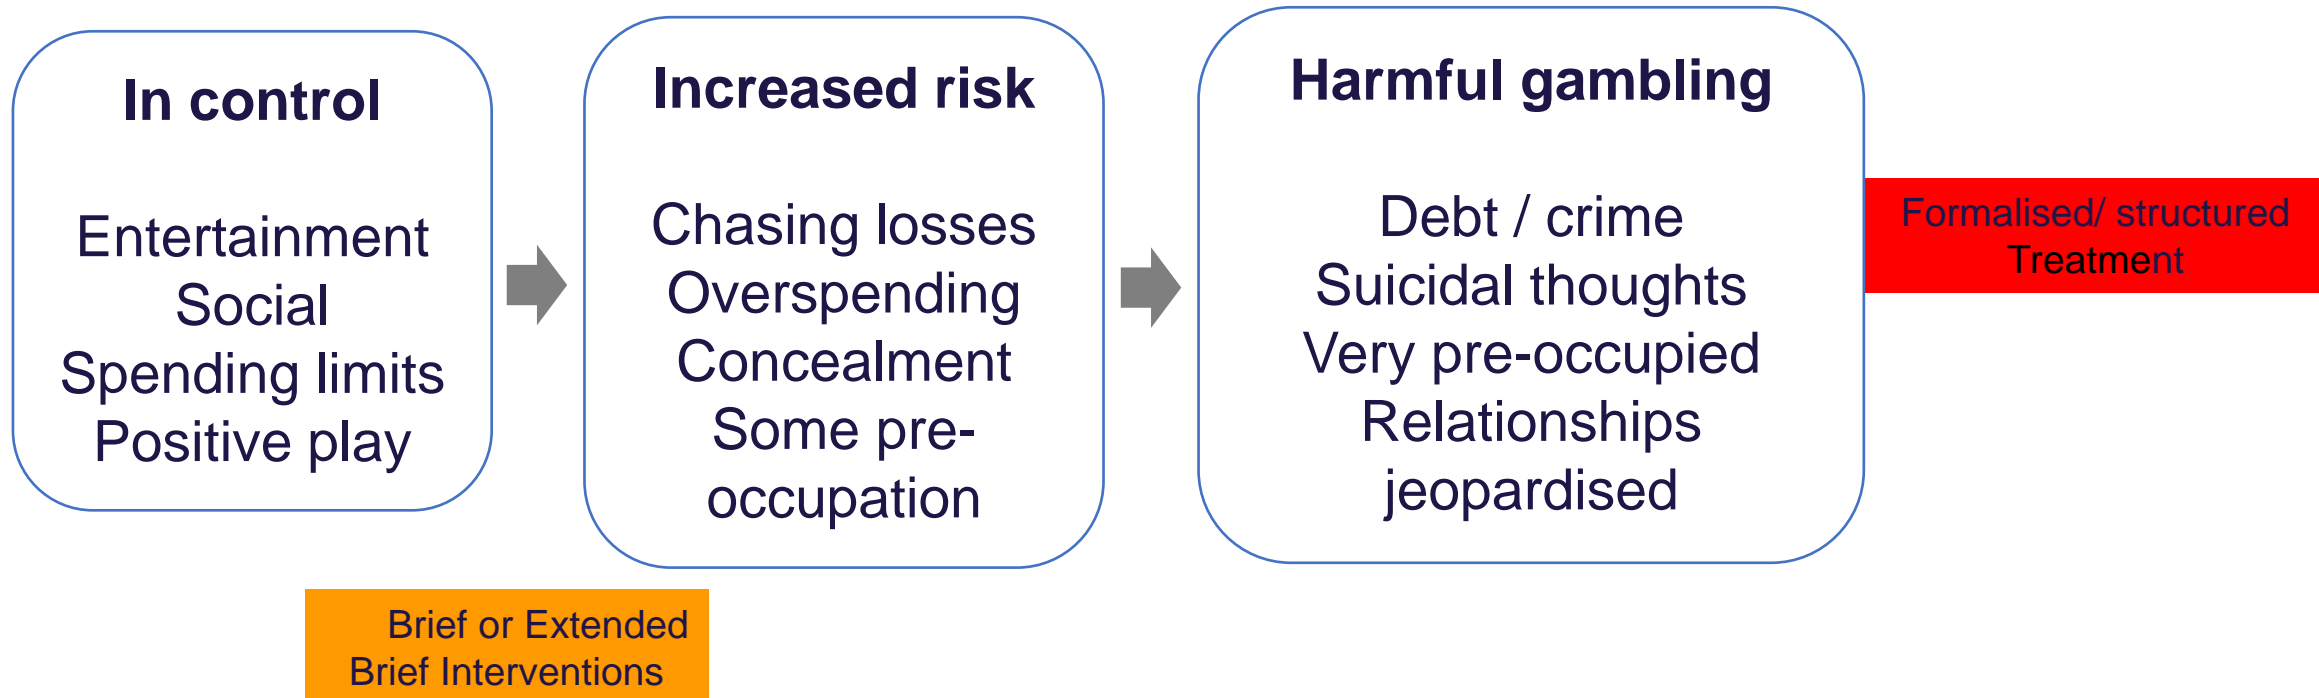 In control
Entertainment
Social
Spending limits
Positive play
Increased risk
Chasing losses
Overspending
Concealment
Some pre-
occupation
Harmful gambling
Debt / crime
Suicidal thoughts
Very pre-occupied
Relationships
jeopardised
Formalised/ structured
Treatment
Brief or Extended
Brief Interventions